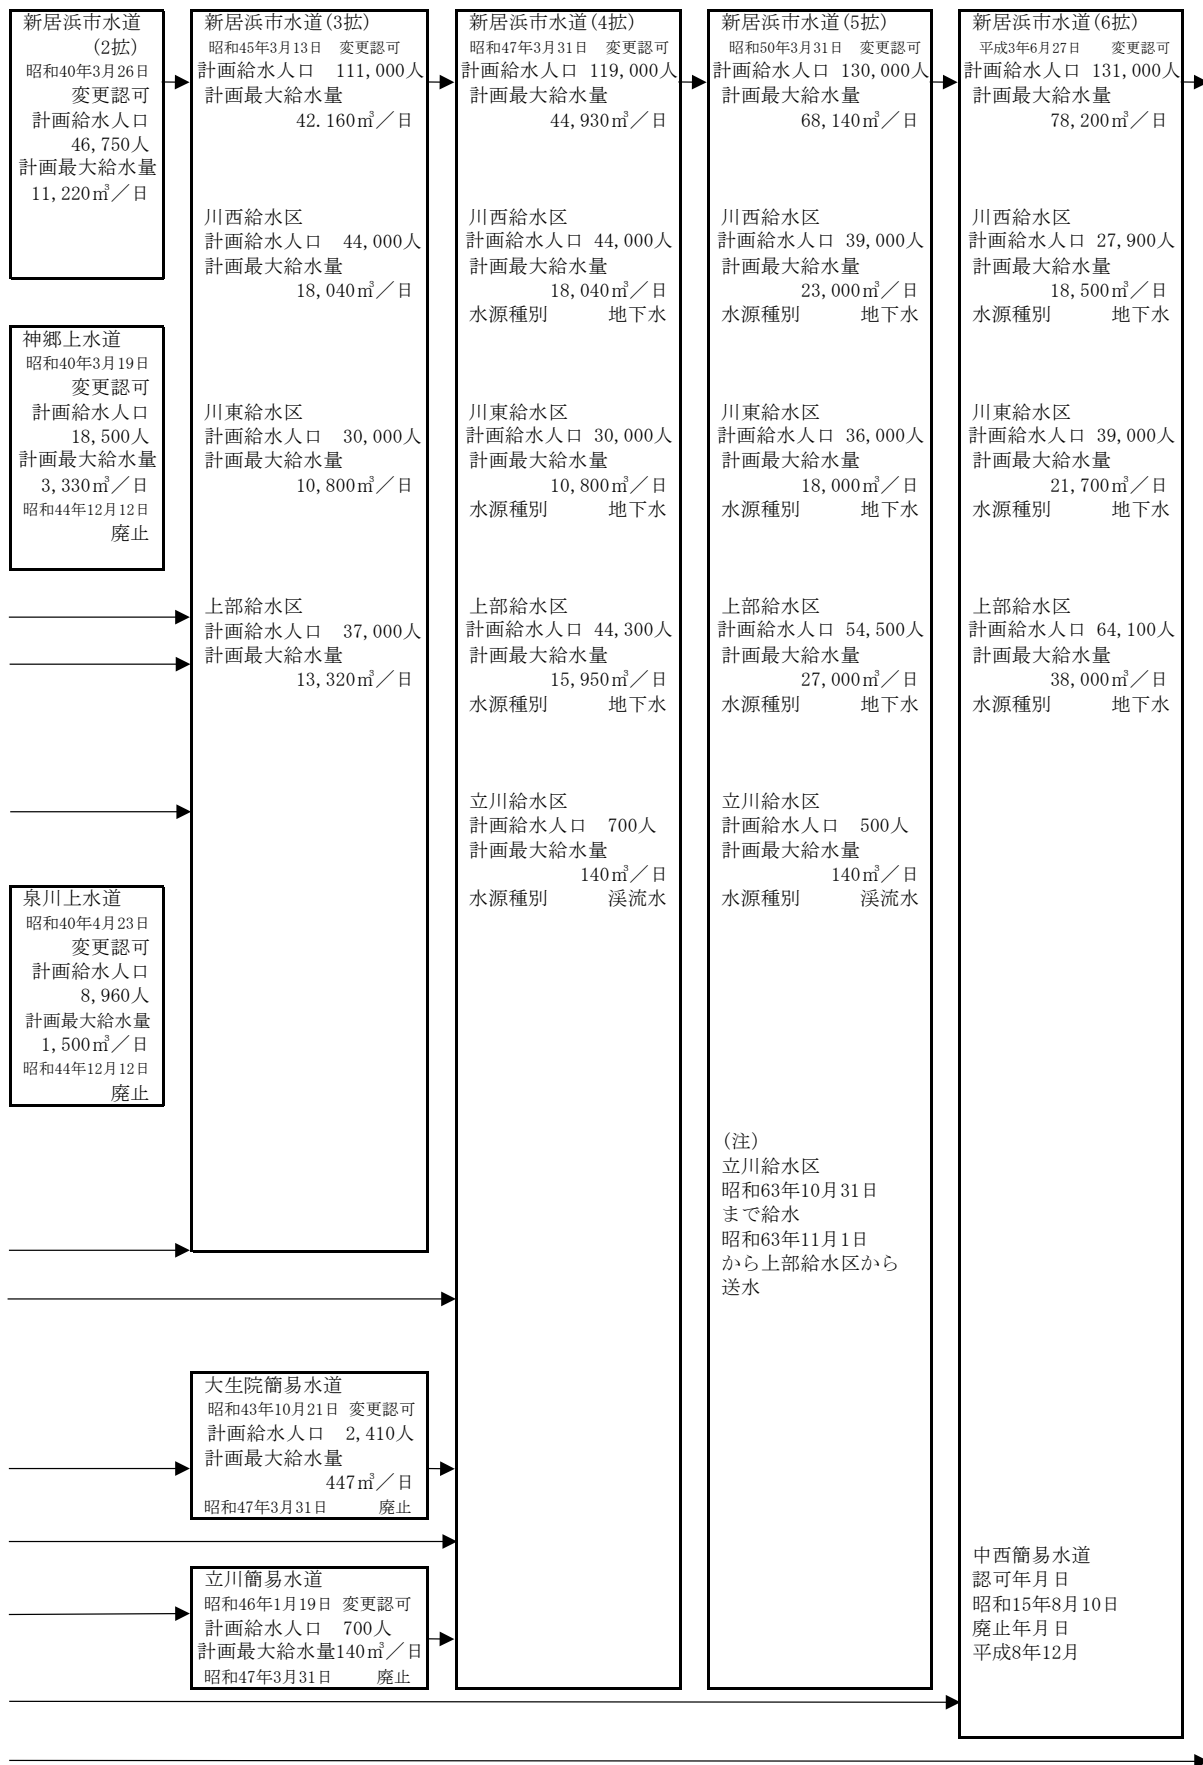 新居浜市水道
(2拡)
昭和40年3月26日
変更認可
計画給水人口
46,750人
計画最大給水量
11,220㎥／日
神郷上水道
昭和40年3月19日
変更認可
計画給水人口
18,500人
計画最大給水量
3,330㎥／日
昭和44年12月12日
廃止
泉川上水道
昭和40年4月23日
変更認可
計画給水人口
8,960人
計画最大給水量
1,500㎥／日
昭和44年12月12日
廃止
新居浜市水道(3拡)
昭和45年3月13日 変更認可
計画給水人口 111,000人
計画最大給水量
42.160㎥／日
川西給水区
計画給水人口 44,000人
計画最大給水量
18,040㎥／日
川東給水区
計画給水人口 30,000人
計画最大給水量
10,800㎥／日
上部給水区
計画給水人口 37,000人
計画最大給水量
13,320㎥／日
大生院簡易水道
昭和43年10月21日 変更認可
計画給水人口 2,410人
計画最大給水量
447㎥／日
昭和47年3月31日 廃止
立川簡易水道
昭和46年1月19日 変更認可
計画給水人口 700人
計画最大給水量140㎥／日
昭和47年3月31日 廃止
新居浜市水道(4拡)
昭和47年3月31日 変更認可
計画給水人口 119,000人
計画最大給水量
44,930㎥／日
川西給水区
計画給水人口 44,000人
計画最大給水量
18,040㎥／日
水源種別 地下水
川東給水区
計画給水人口 30,000人
計画最大給水量
10,800㎥／日
水源種別 地下水
上部給水区
計画給水人口 44,300人
計画最大給水量
15,950㎥／日
水源種別 地下水
立川給水区
計画給水人口 700人
計画最大給水量
140㎥／日
水源種別 渓流水
新居浜市水道(5拡)
昭和50年3月31日 変更認可
計画給水人口 130,000人
計画最大給水量
68,140㎥／日
川西給水区
計画給水人口 39,000人
計画最大給水量
23,000㎥／日
水源種別 地下水
川東給水区
計画給水人口 36,000人
計画最大給水量
18,000㎥／日
水源種別 地下水
上部給水区
計画給水人口 54,500人
計画最大給水量
27,000㎥／日
水源種別 地下水
立川給水区
計画給水人口 500人
計画最大給水量
140㎥／日
水源種別 渓流水
(注)
立川給水区
昭和63年10月31日
まで給水
昭和63年11月1日
から上部給水区から
送水
新居浜市水道(6拡)
平成3年6月27日 変更認可
計画給水人口 131,000人
計画最大給水量
78,200㎥／日
川西給水区
計画給水人口 27,900人
計画最大給水量
18,500㎥／日
水源種別 地下水
川東給水区
計画給水人口 39,000人
計画最大給水量
21,700㎥／日
水源種別 地下水
上部給水区
計画給水人口 64,100人
計画最大給水量
38,000㎥／日
水源種別 地下水
中西簡易水道
認可年月日
昭和15年8月10日
廃止年月日
平成8年12月